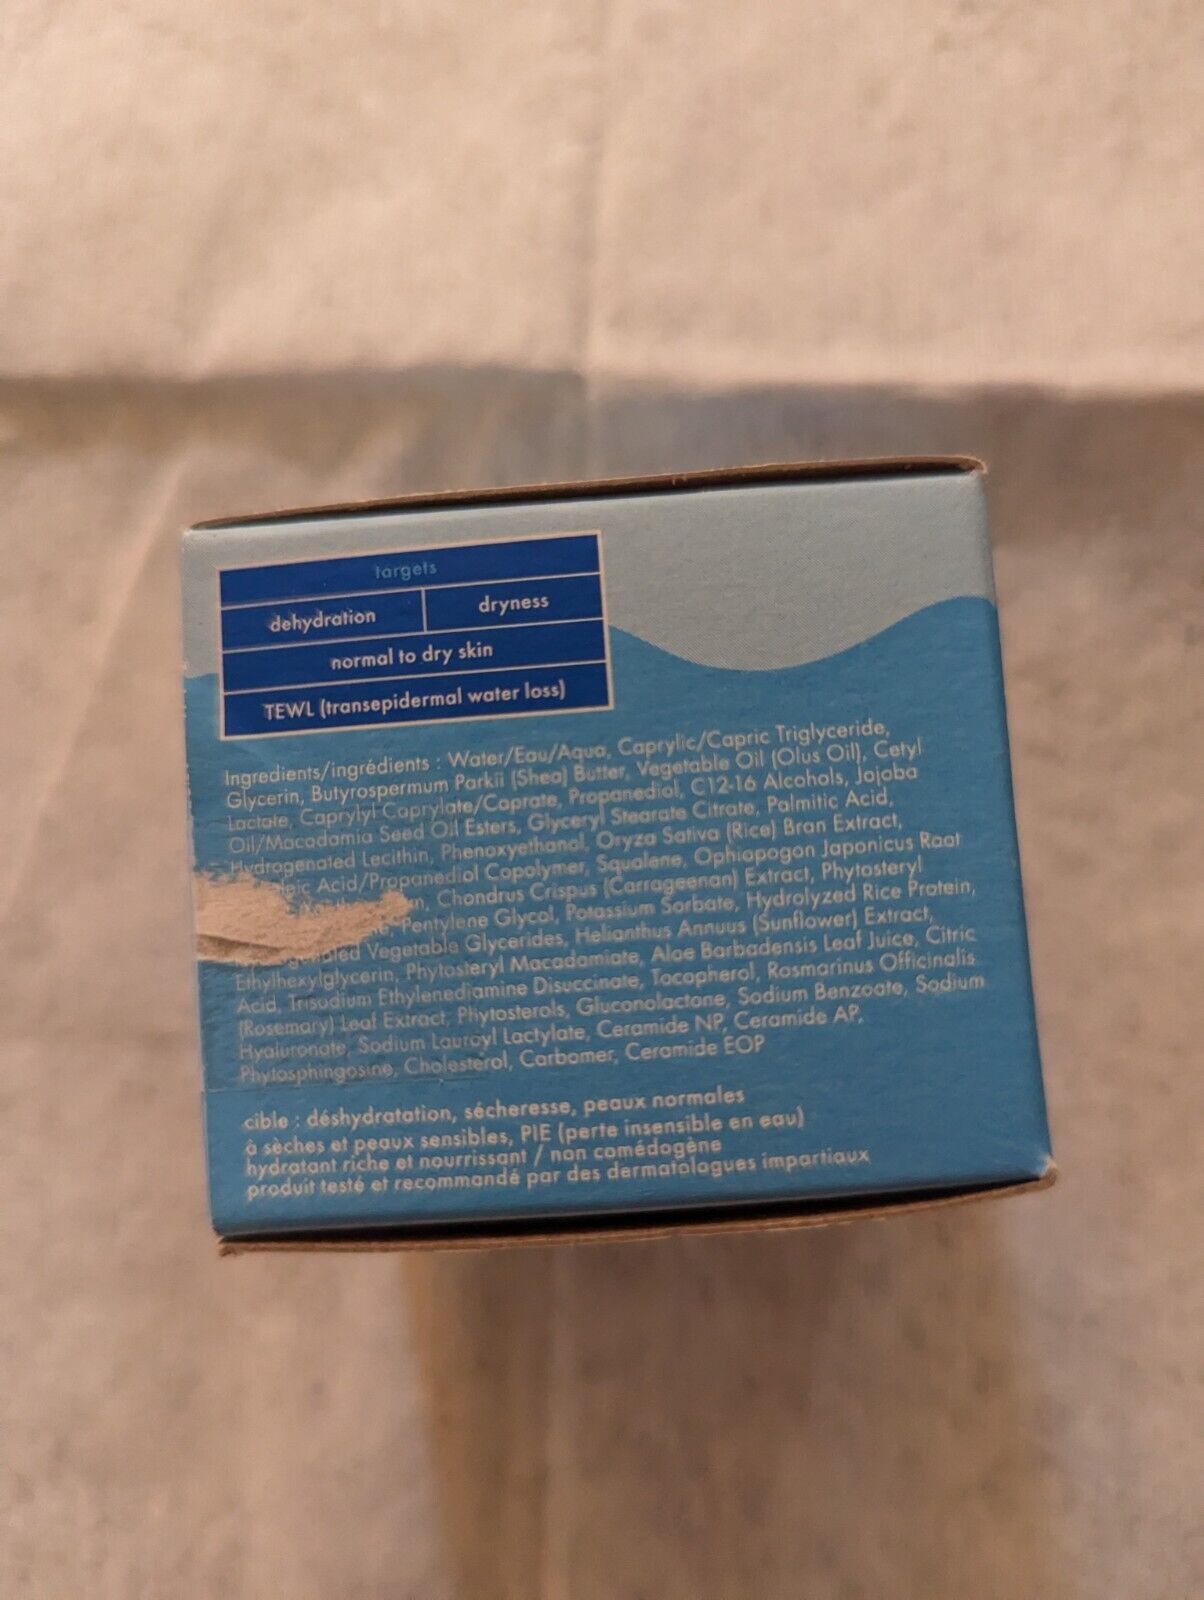 targets
dehydration
dryness
normal to dry skin
TEWL (transepidermal water loss)
Ingredients/ingrédients : Water/Eau/Aqua, Caprylic/Capric Triglyceride,
Glycerin, Butyrospermum Parkii (Shea) Butter, Vegetable Oil (Olus Oil), Cetyl
Lactate, Caprylyl Caprylate/Caprate, Propanediol, C12-16 Alcohols, Jojoba
Oil/Macadamia Seed Oil Esters, Glyceryl Stearate Citrate, Palmitic Acid,
Hydrogenated Lecithin, Phenoxyethanol, Oryza Sativa (Rice) Bran Extract,
Acid/Propanediol Copolymer, Squalene, Ophiopogon Japonicus Root
Chondrus Crispus (Carrageenan) Extract, Phytosteryl
Pentylene Glycol, Potassium Sorbate, Hydrolyzed Rice Protein,
Vegetable Glycerides, Helianthus Annuus (Sunflower) Extract,
Ethylhexylglycerin, Phytosteryl Macadamiate, Aloe Barbadensis Leaf Juice, Citric
Acid, Trisodium Ethylenediamine Disuccinate, Tocopherol, Rosmarinus Officinalis
(Rosemary) Leaf Extract, Phytosterols, Gluconolactone, Sodium Benzoate, Sodium
Hyaluronate, Sodium Lauroyl Lactylate, Ceramide NP, Ceramide AP,
Phytosphingosine, Cholesterol, Carbomer, Ceramide EOP
cible : déshydratation, sécheresse, peaux normales
à sèches et peaux sensibles, PIE (perte insensible en eau)
hydratant riche et nourrissant / non comédogène
produit testé et recommandé par des dermatologues impartiaux